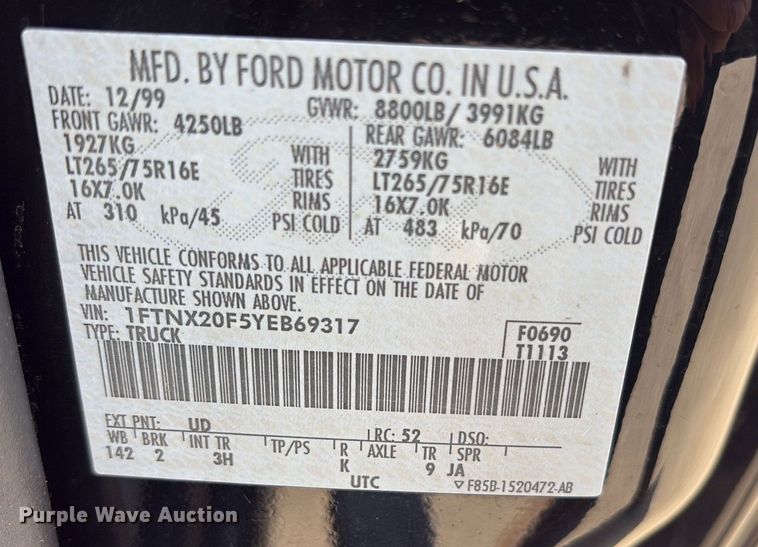 MFD. BY FORD MOTOR CO. IN U.S.A.
DATE: 12/99 GVWR: 8800LB/ 3991KG
FRONT GAWR: 4250LB REAR GAWR: 6084LB
1927KG WITH 2759KG WITH
LT265/75R16E TIRES LT265/75R16E TIRES
16X7.0K RIMS 16X7.0K RIMS
AT 310 kPa/45 PSI COLD AT 483 kPa/70 PSI COLD
THIS VEHICLE CONFORMS TO ALL APPLICABLE FEDERAL MOTOR
VEHICLE SAFETY STANDARDS IN EFFECT ON THE DATE OF
MANUFACTURE SHOWN ABOVE.
VIN: 1FTNX20F5YEB69317 F0690
TYPE: TRUCK T1113
EXT PNT: UD RC: 52 DSO:
WB BRK INT TR TP/PS R AXLE TR SPR
142 2 3H K 9 JA
UTC ▽ F85B-1520472-AB
Purple Wave Auction